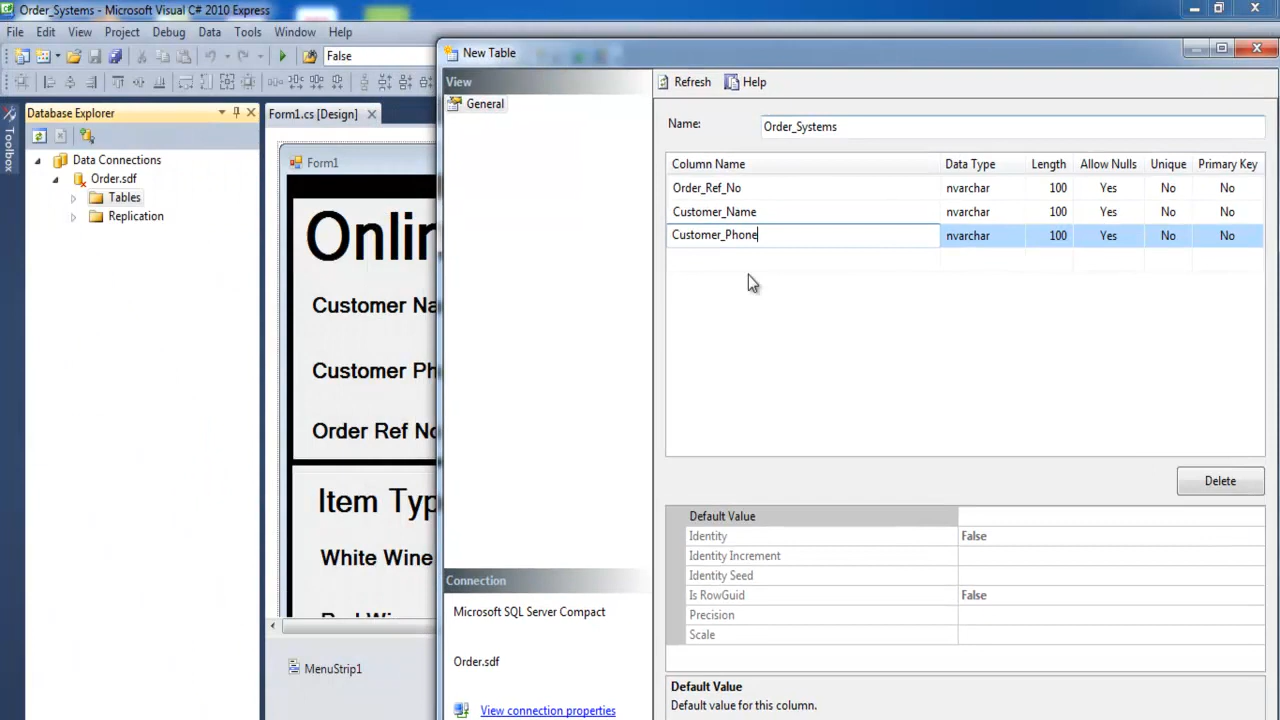 Order_Systems - Microsoft Visual C# 2010 Express
File Edit View Project Debug Data Tools Window Help
False
Toolbox
Database Explorer
Data Connections
Order.sdf
Tables
Replication
Form1.cs [Design]
Form1
Onli
Customer Na
Customer Ph
Order Ref No
Item Typ
White Wine
MenuStrip1
New Table
View
General
Connection
Microsoft SQL Server Compact
Order.sdf
View connection properties
Refresh Help
Name: Order_Systems
Column Name Data Type Length Allow Nulls Unique Primary Key
Order_Ref_No nvarchar 100 Yes No No
Customer_Name nvarchar 100 Yes No No
Customer_Phone nvarchar 100 Yes No No
Delete
Default Value
Identity False
Identity Increment
Identity Seed
Is RowGuid False
Precision
Scale
Default Value
Default value for this column.